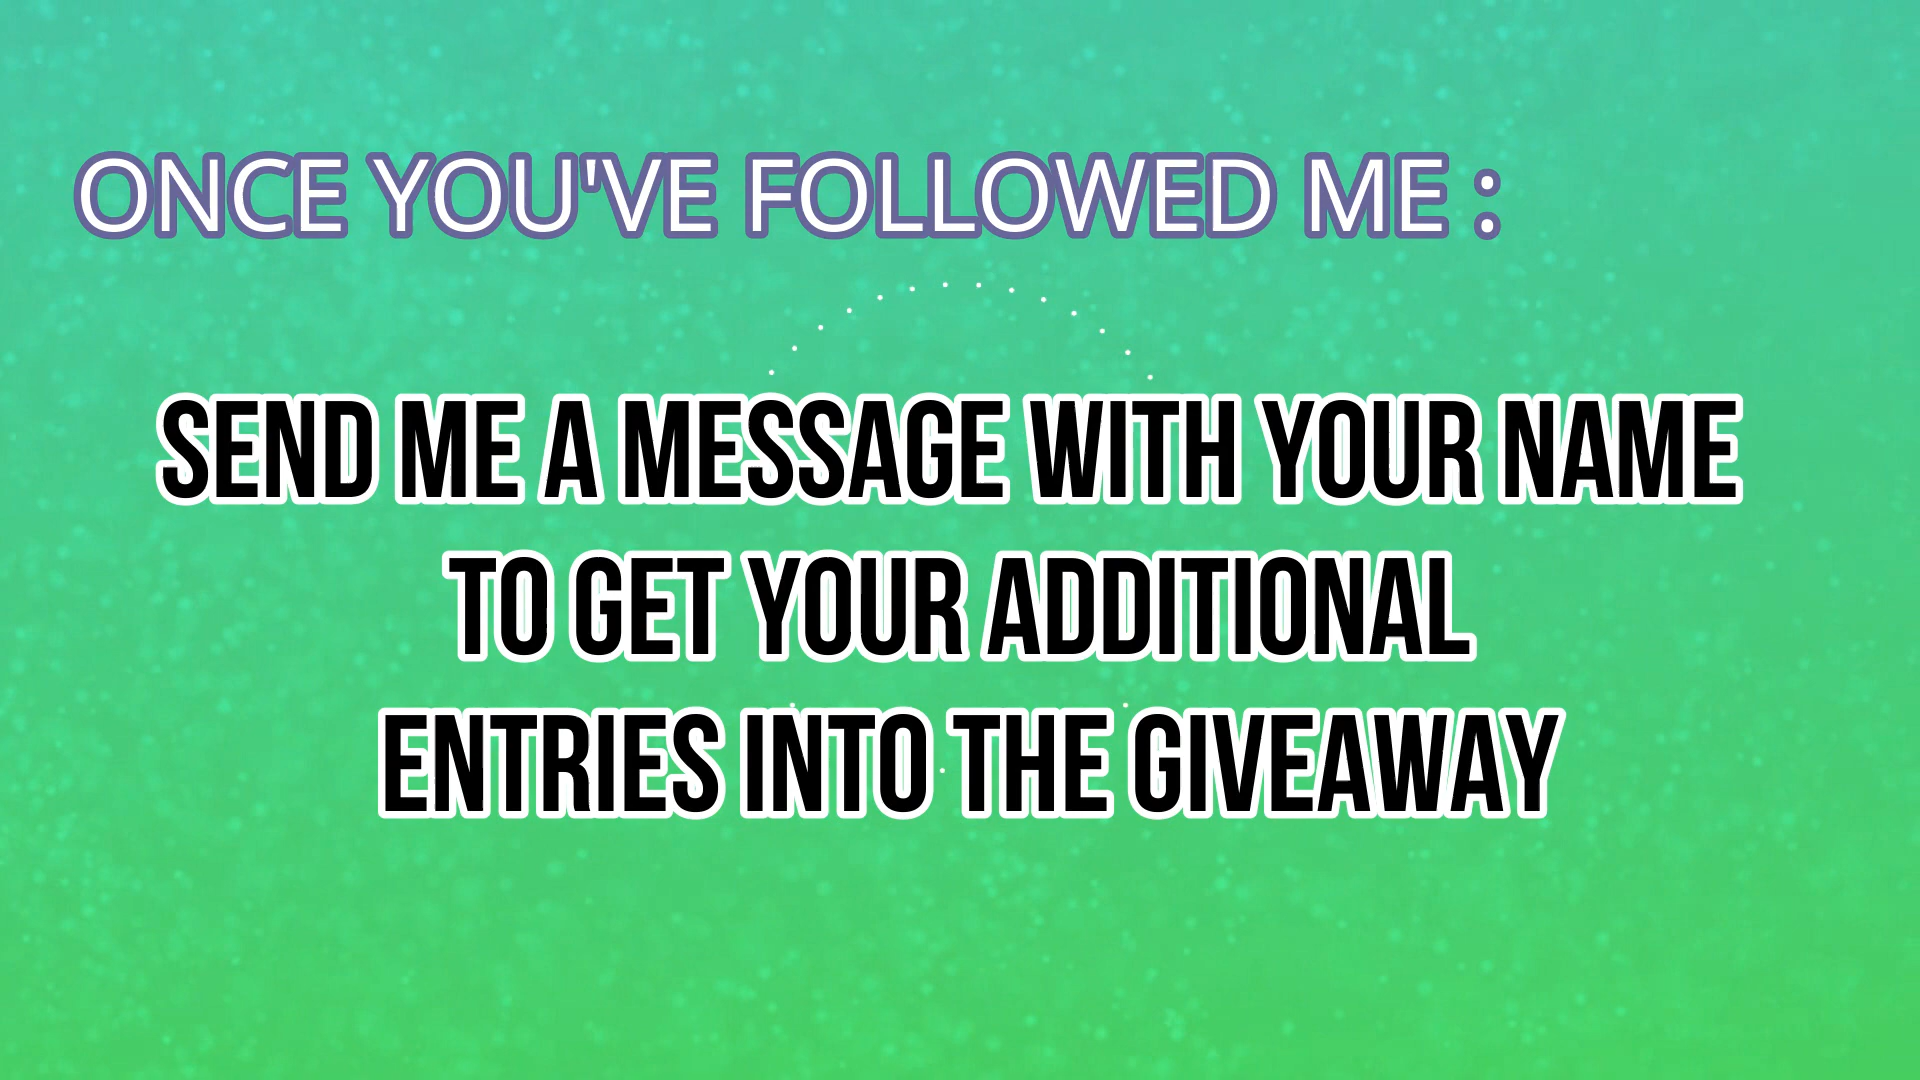 ONCE YOU'VE FOLLOWED ME :
SEND ME A MESSAGE WITH YOUR NAME
TO GET YOUR ADDITIONAL
ENTRIES INTO THE GIVEAWAY